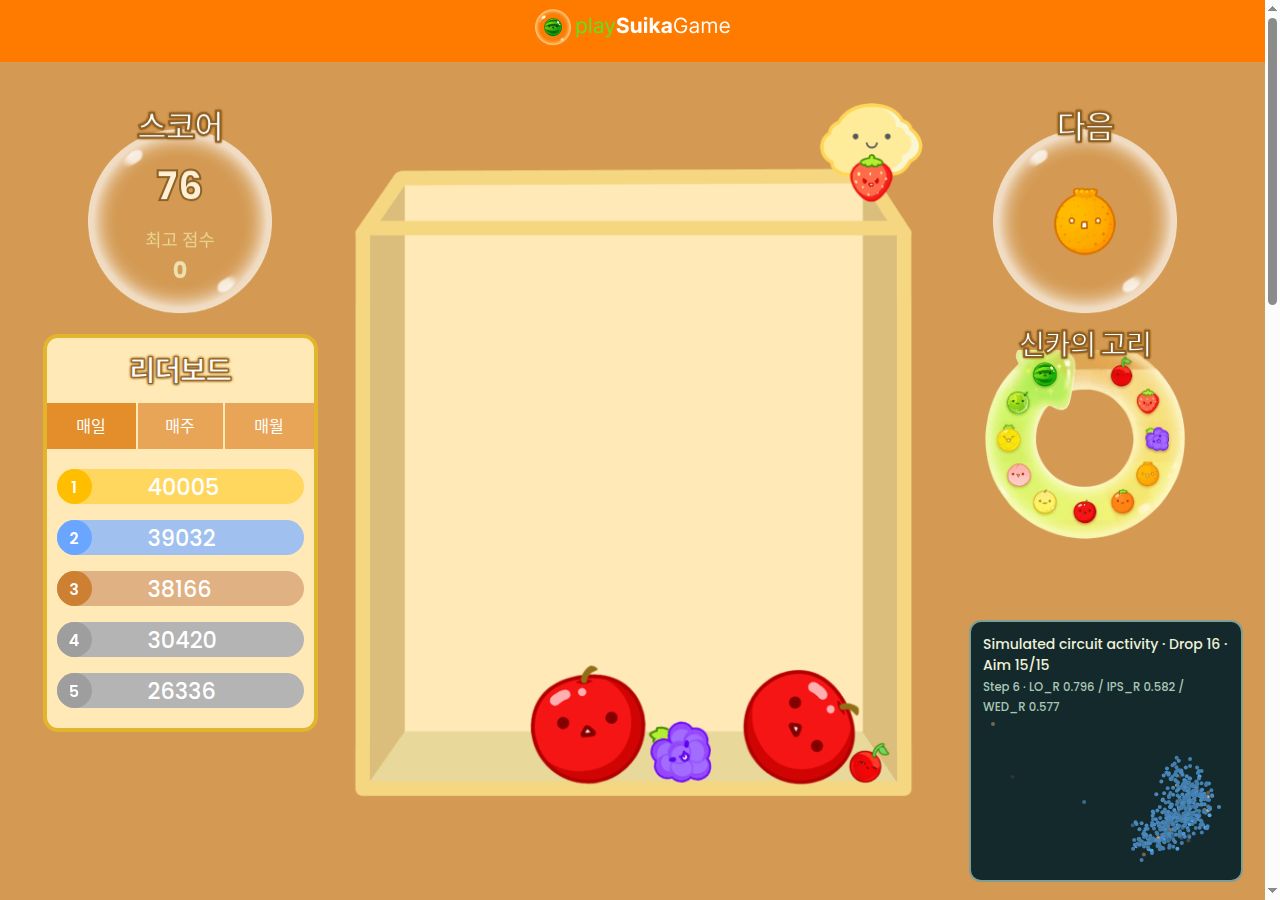 playSuikaGame
스코어
76
최고 점수
0
다음
리더보드
매일 매주 매월
1 40005
2 39032
3 38166
4 30420
5 26336
신카의 고리
Simulated circuit activity · Drop 16 ·
Aim 15/15
Step 6 · LO_R 0.796 / IPS_R 0.582 /
WED_R 0.577